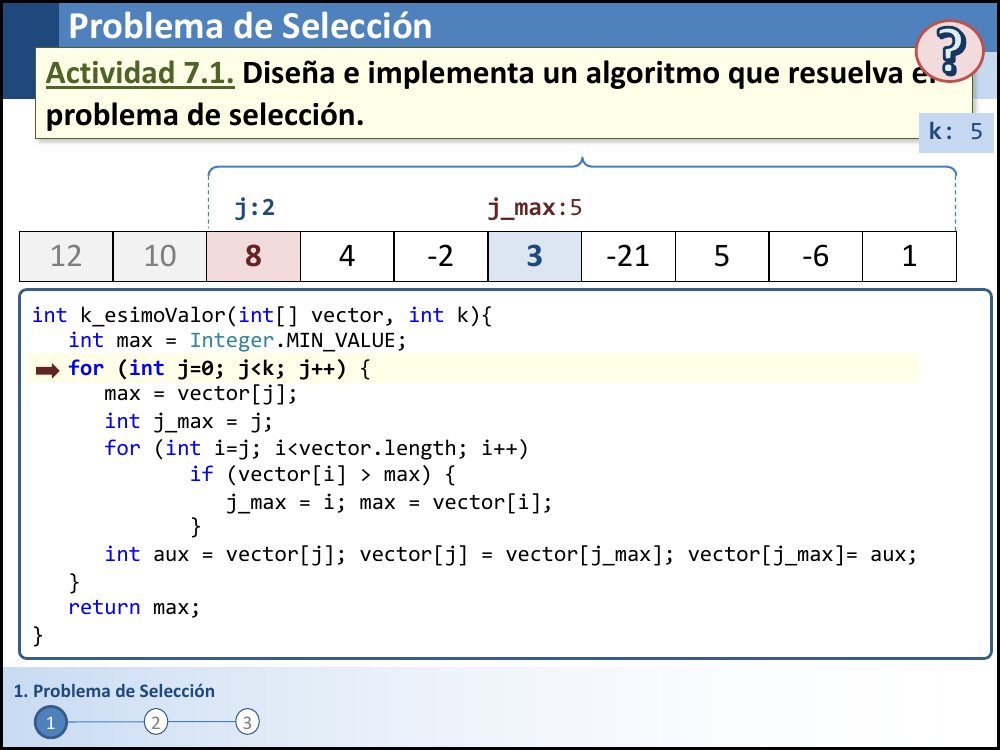 Problema de Selección
?
Actividad 7.1. Diseña e implementa un algoritmo que resuelva el
problema de selección.
k: 5
j:2 j_max:5
12 10 8 4 -2 3 -21 5 -6 1
int k_esimoValor(int[] vector, int k){
int max = Integer.MIN_VALUE;
for (int j=0; j<k; j++) {
max = vector[j];
int j_max = j;
for (int i=j; i<vector.length; i++)
if (vector[i] > max) {
j_max = i; max = vector[i];
}
int aux = vector[j]; vector[j] = vector[j_max]; vector[j_max]= aux;
}
return max;
}
1. Problema de Selección
1 2 3